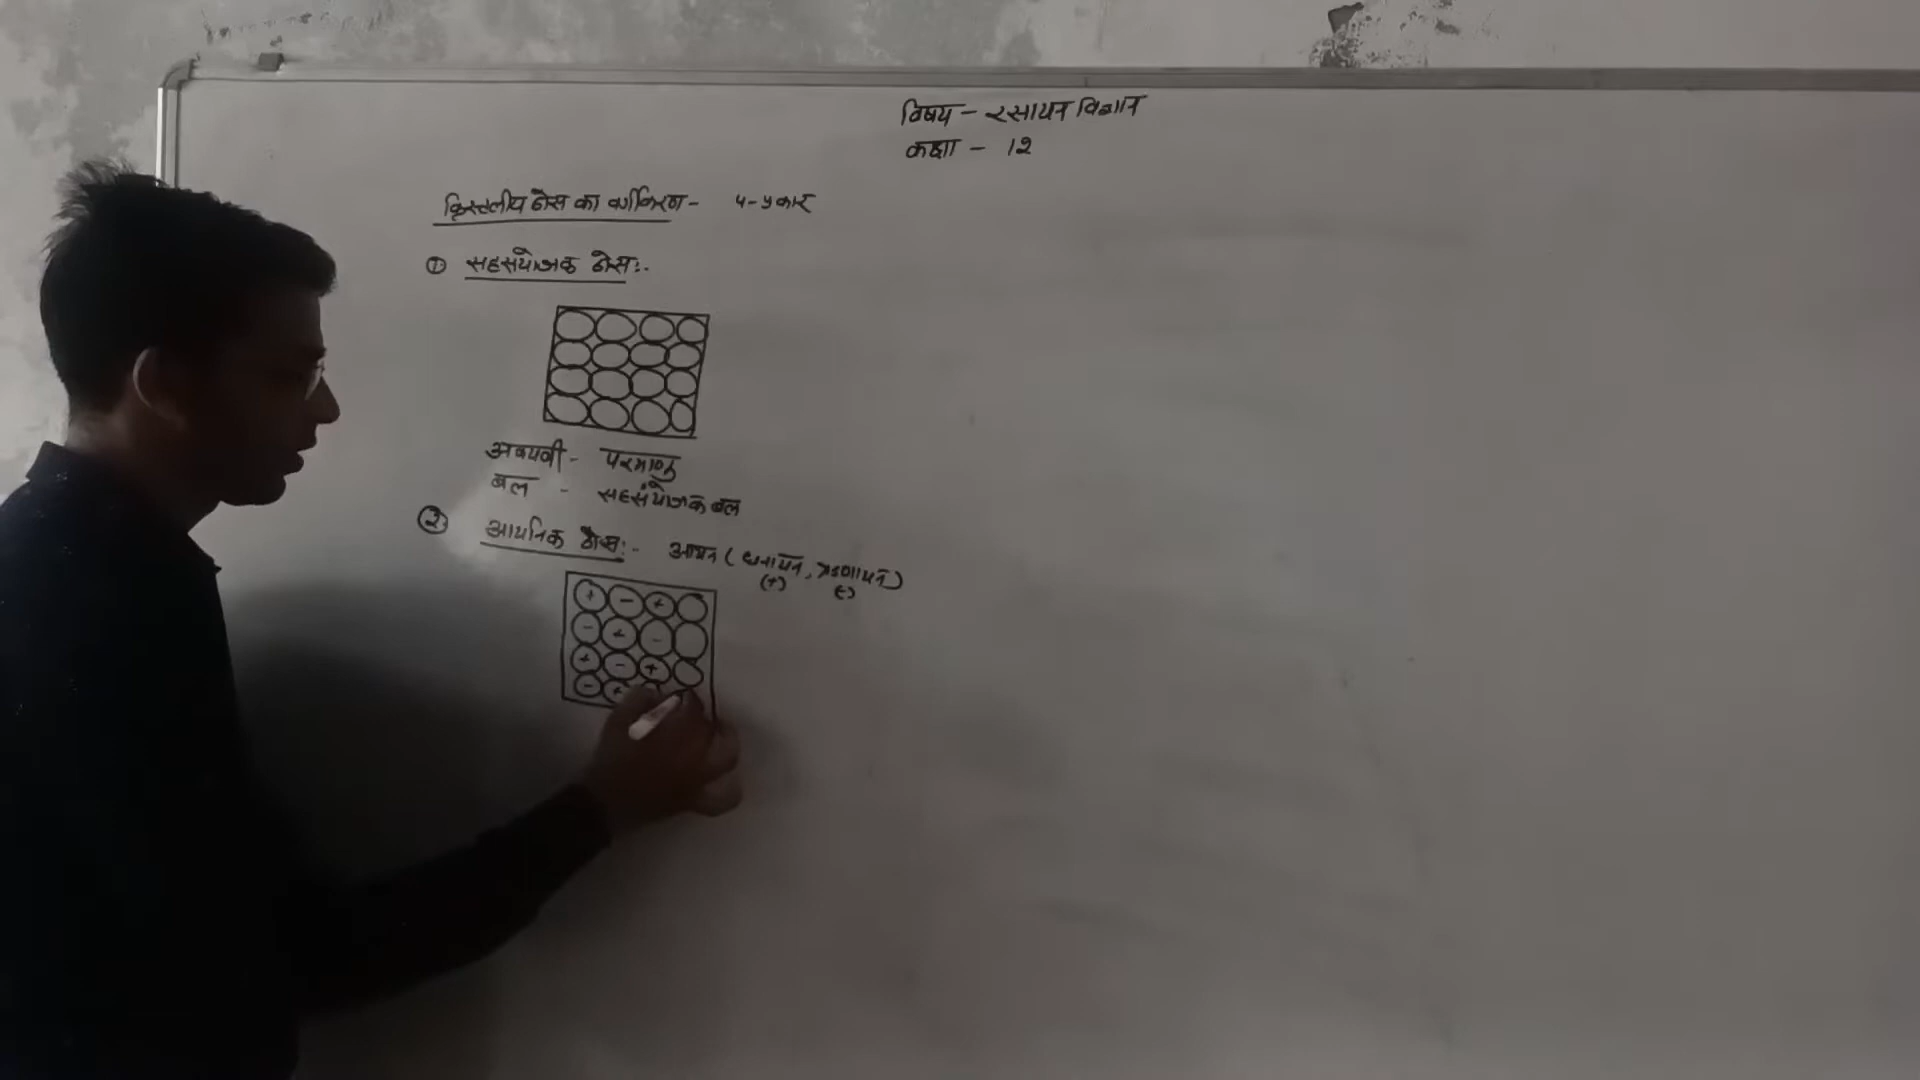 विषय - रसायन विज्ञान
कक्षा - 12
क्रिस्टलीय ठोस का वर्गीकरण - 4-प्रकार
① सहसंयोजक ठोस :-
अवयवी - परमाणु
बल - सहसंयोजक बल
② आयनिक ठोस :- आयन ( धनायन, ऋणायन )
(+) (-)
+ - +
- + -
+ - +
- +